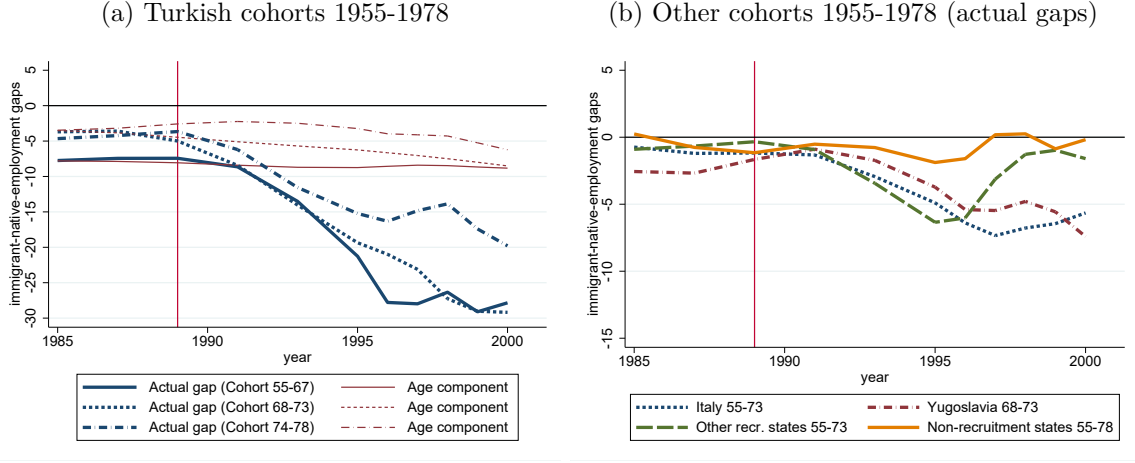 (a) Turkish cohorts 1955-1978
immigrant-native-employment gaps
5
0
-5
-10
-15
-20
-25
-30
1985
1990
1995
2000
year
Actual gap (Cohort 55-67)
Age component
Actual gap (Cohort 68-73)
Age component
Actual gap (Cohort 74-78)
Age component
(b) Other cohorts 1955-1978 (actual gaps)
immigrant-native-employment gaps
5
0
-5
-10
-15
1985
1990
1995
2000
year
Italy 55-73
Yugoslavia 68-73
Other recr. states 55-73
Non-recruitment states 55-78